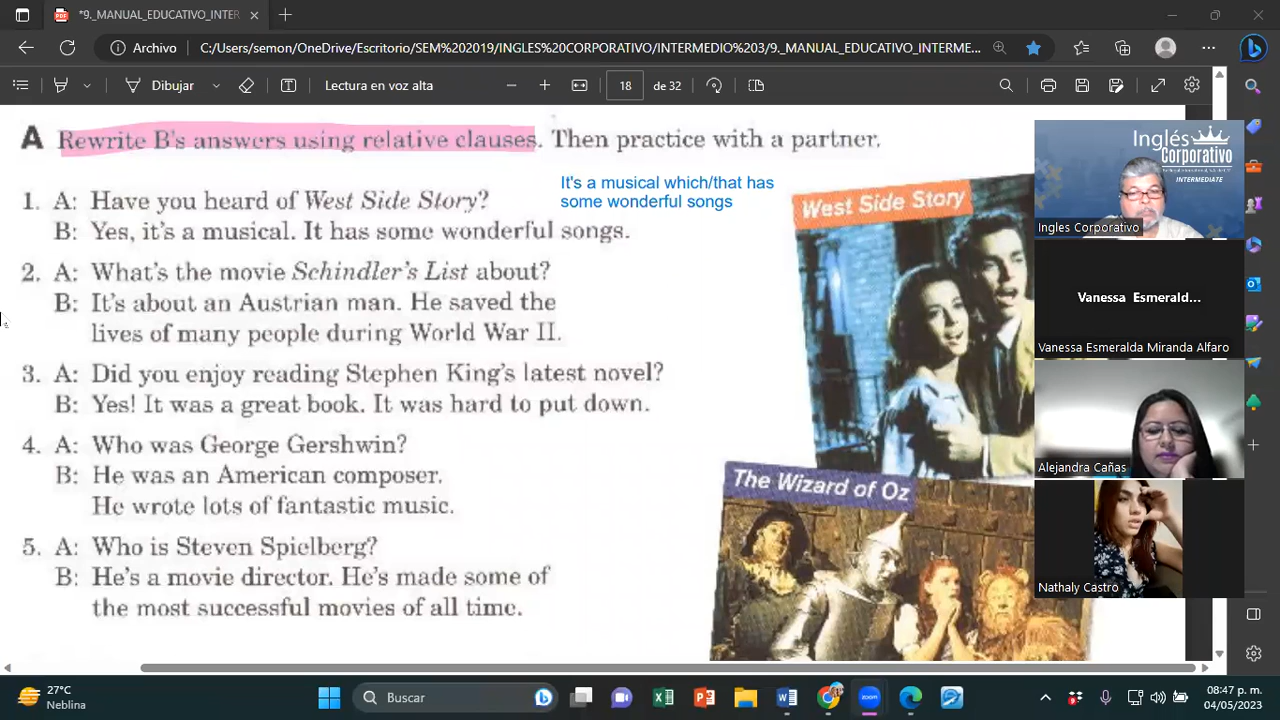 *9._MANUAL_EDUCATIVO_INTER
Archivo
C:/Users/semon/OneDrive/Escritorio/SEM%202019/INGLES%20CORPORATIVO/INTERMEDIO%203/9._MANUAL_EDUCATIVO_INTERME...
Dibujar
Lectura en voz alta
18
de 32
A Rewrite B's answers using relative clauses. Then practice with a partner.
It's a musical which/that has
some wonderful songs
1. A: Have you heard of West Side Story?
B: Yes, it's a musical. It has some wonderful songs.
2. A: What's the movie Schindler's List about?
B: It's about an Austrian man. He saved the
lives of many people during World War II.
3. A: Did you enjoy reading Stephen King's latest novel?
B: Yes! It was a great book. It was hard to put down.
4. A: Who was George Gershwin?
B: He was an American composer.
He wrote lots of fantastic music.
5. A: Who is Steven Spielberg?
B: He's a movie director. He's made some of
the most successful movies of all time.
West Side Story
The Wizard of Oz
Inglés
Corporativo
INTERMEDIATE
Ingles Corporativo
Vanessa Esmerald...
Vanessa Esmeralda Miranda Alfaro
Alejandra Cañas
Nathaly Castro
27°C
Neblina
Buscar
08:47 p. m.
04/05/2023